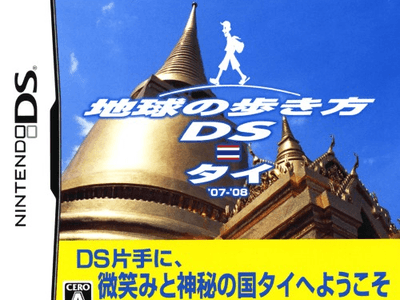 NINTENDO DS
地球の歩き方
DS
タイ
'07-'08
DS片手に、
微笑みと神秘の国タイへようこそ
CERO
A